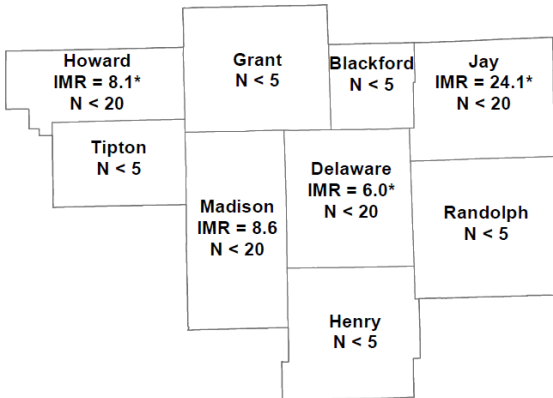 Howard
IMR = 8.1*
N < 20
Grant
N < 5
Blackford
N < 5
Jay
IMR = 24.1*
N < 20
Tipton
N < 5
Madison
IMR = 8.6
N < 20
Delaware
IMR = 6.0*
N < 20
Randolph
N < 5
Henry
N < 5